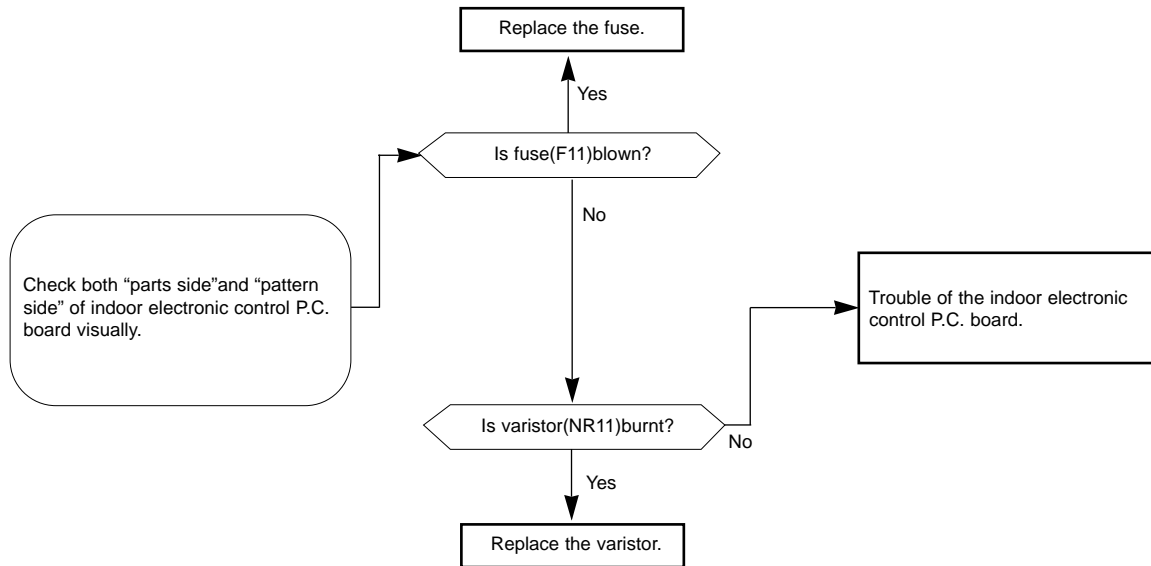 Replace the fuse.
Yes
Is fuse(F11)blown?
No
Check both “parts side”and “pattern
side” of indoor electronic control P.C.
board visually.
Trouble of the indoor electronic
control P.C. board.
Is varistor(NR11)burnt?
No
Yes
Replace the varistor.